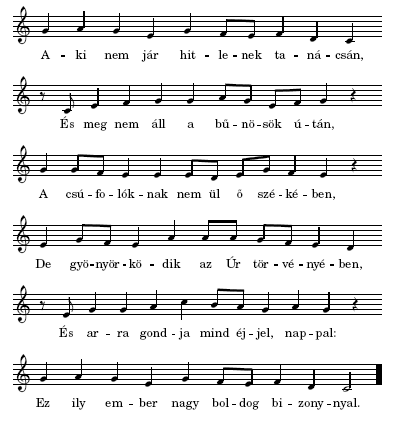 A - ki nem jár hit - le - nek ta - ná - csán,
És meg nem áll a bű - nö - sök ú - tán,
A csú - fo - lók - nak nem ül ő szé - ké - ben,
De gyö - nyör - kö - dik az Úr tör - vé - nyé - ben,
És ar - ra gond - ja mind éj - jel, nap - pal:
Ez ily em - ber nagy bol - dog bi - zony - nyal.